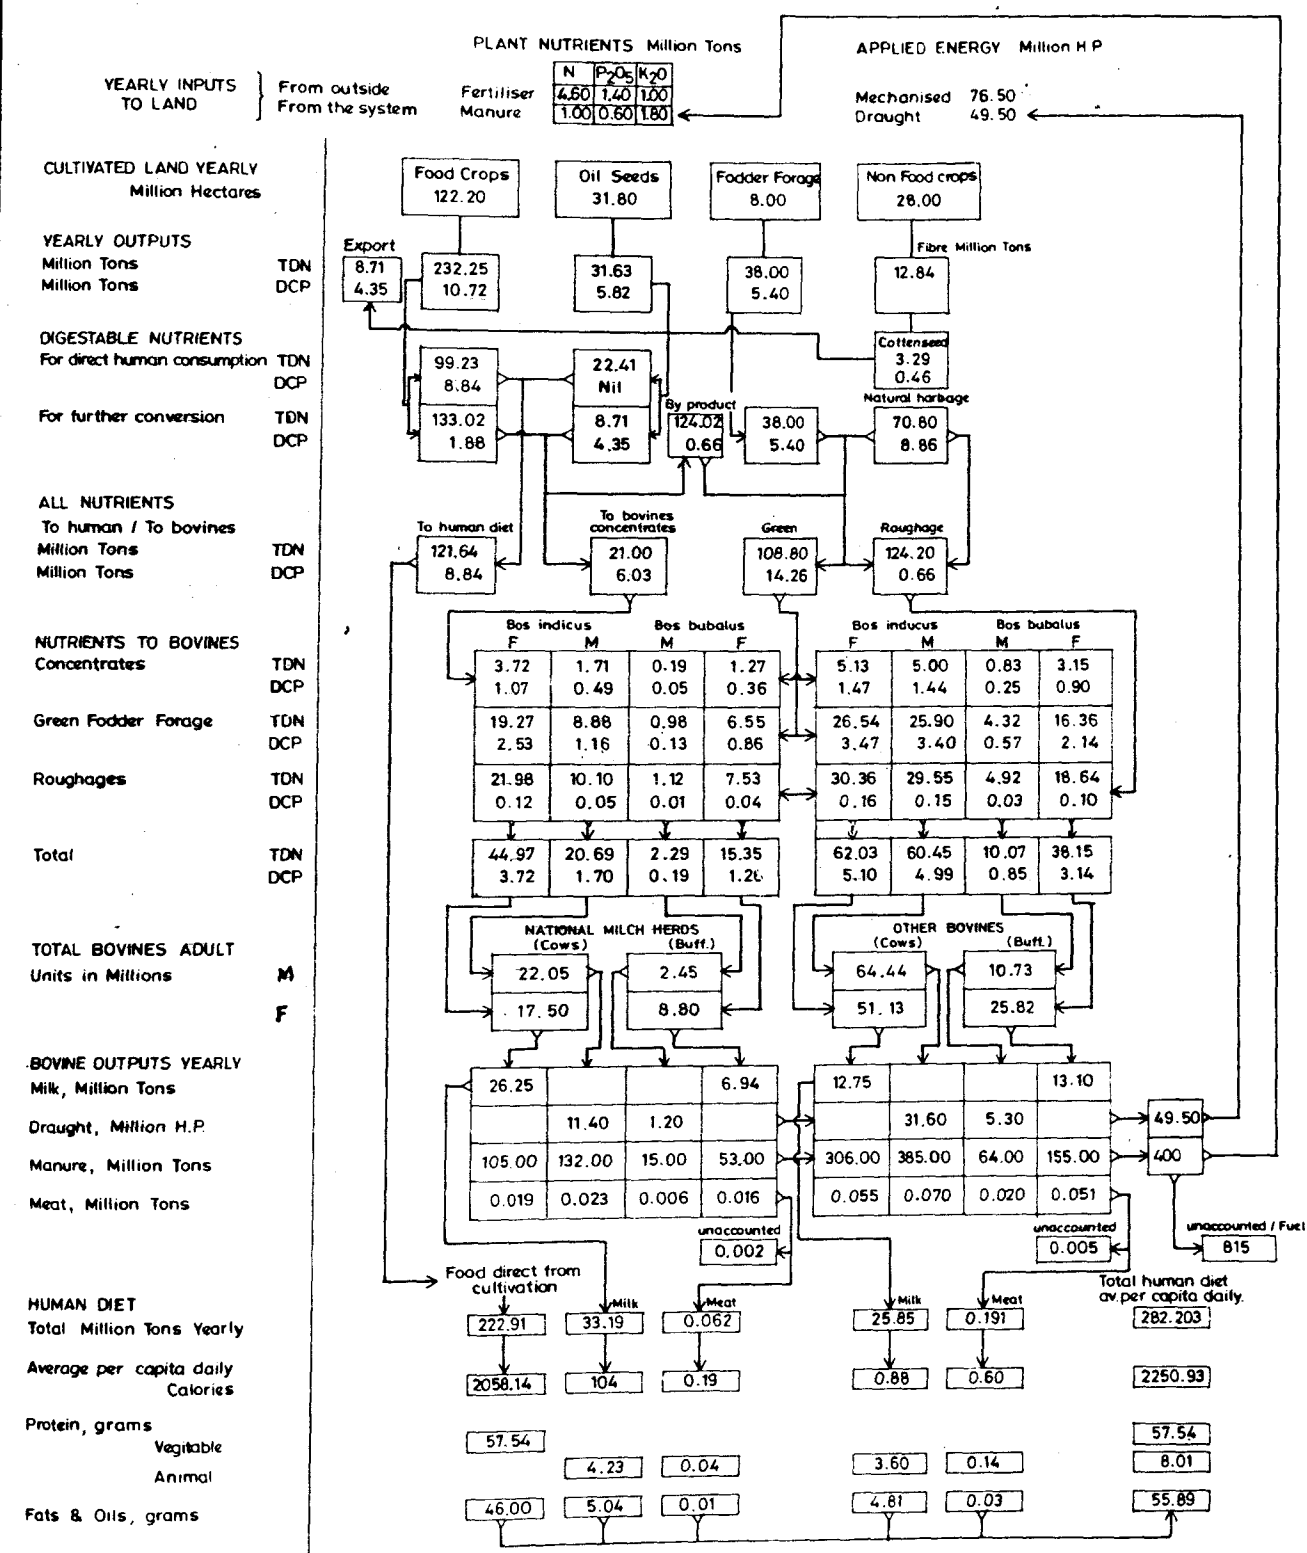 PLANT NUTRIENTS Million Tons
APPLIED ENERGY Million H P
N P2O5 K2O
YEARLY INPUTS TO LAND
From outside Fertiliser 4.60 1.40 1.00
From the system Manure 1.00 0.60 1.80
Mechanised 76.50
Draught 49.50
CULTIVATED LAND YEARLY
Million Hectares
Food Crops 122.20
Oil Seeds 31.80
Fodder Forage 8.00
Non Food crops 28.00
YEARLY OUTPUTS
Export
Fibre Million Tons
Million Tons TDN 8.71 232.25 31.63 38.00 12.84
Million Tons DCP 4.35 10.72 5.82 5.40
DIGESTABLE NUTRIENTS
Cottenseed
3.29
0.46
For direct human consumption TDN 99.23 22.41
DCP 8.84 Nil
By product
Natural harbage
For further conversion TDN 133.02 8.71 124.02 38.00 70.80
DCP 1.88 4.35 0.66 5.40 8.86
ALL NUTRIENTS
To human / To bovines
To human diet
To bovines concentrates
Green
Roughage
Million Tons TDN 121.64 21.00 108.80 124.20
Million Tons DCP 8.84 6.03 14.26 0.66
Bos indicus Bos bubalus Bos inducus Bos bubalus
F M M F F M M F
NUTRIENTS TO BOVINES
Concentrates TDN 3.72 1.71 0.19 1.27 5.13 5.00 0.83 3.15
DCP 1.07 0.49 0.05 0.36 1.47 1.44 0.25 0.90
Green Fodder Forage TDN 19.27 8.88 0.98 6.55 26.54 25.90 4.32 16.36
DCP 2.53 1.16 0.13 0.86 3.47 3.40 0.57 2.14
Roughages TDN 21.98 10.10 1.12 7.53 30.36 29.55 4.92 18.64
DCP 0.12 0.05 0.01 0.04 0.16 0.15 0.03 0.10
Total TDN 44.97 20.69 2.29 15.35 62.03 60.45 10.07 38.15
DCP 3.72 1.70 0.19 5.10 4.99 0.85 3.14
NATIONAL MILCH HERDS
(Cows) (Buff.)
OTHER BOVINES
(Cows) (Buff.)
TOTAL BOVINES ADULT
Units in Millions M 22.05 2.45 64.44 10.73
F 17.50 8.80 51.13 25.82
BOVINE OUTPUTS YEARLY
Milk, Million Tons 26.25 6.94 12.75 13.10
Draught, Million H.P. 11.40 1.20 31.60 5.30 49.50
Manure, Million Tons 105.00 132.00 15.00 53.00 306.00 385.00 64.00 155.00 400
Meat, Million Tons 0.019 0.023 0.006 0.016 0.055 0.070 0.020 0.051
unaccounted 0.002
unaccounted 0.005
unaccounted / Fuel 815
Food direct from cultivation
Milk Meat Milk Meat
Total human diet av. per capita daily.
HUMAN DIET
Total Million Tons Yearly 222.91 33.19 0.062 25.85 0.191 282.203
Average per capita daily
Calories 2058.14 104 0.19 0.88 0.60 2250.93
Protein, grams
Vegitable 57.54 57.54
Animal 4.23 0.04 3.60 0.14 8.01
Fats & Oils, grams 46.00 5.04 0.01 4.81 0.03 55.89